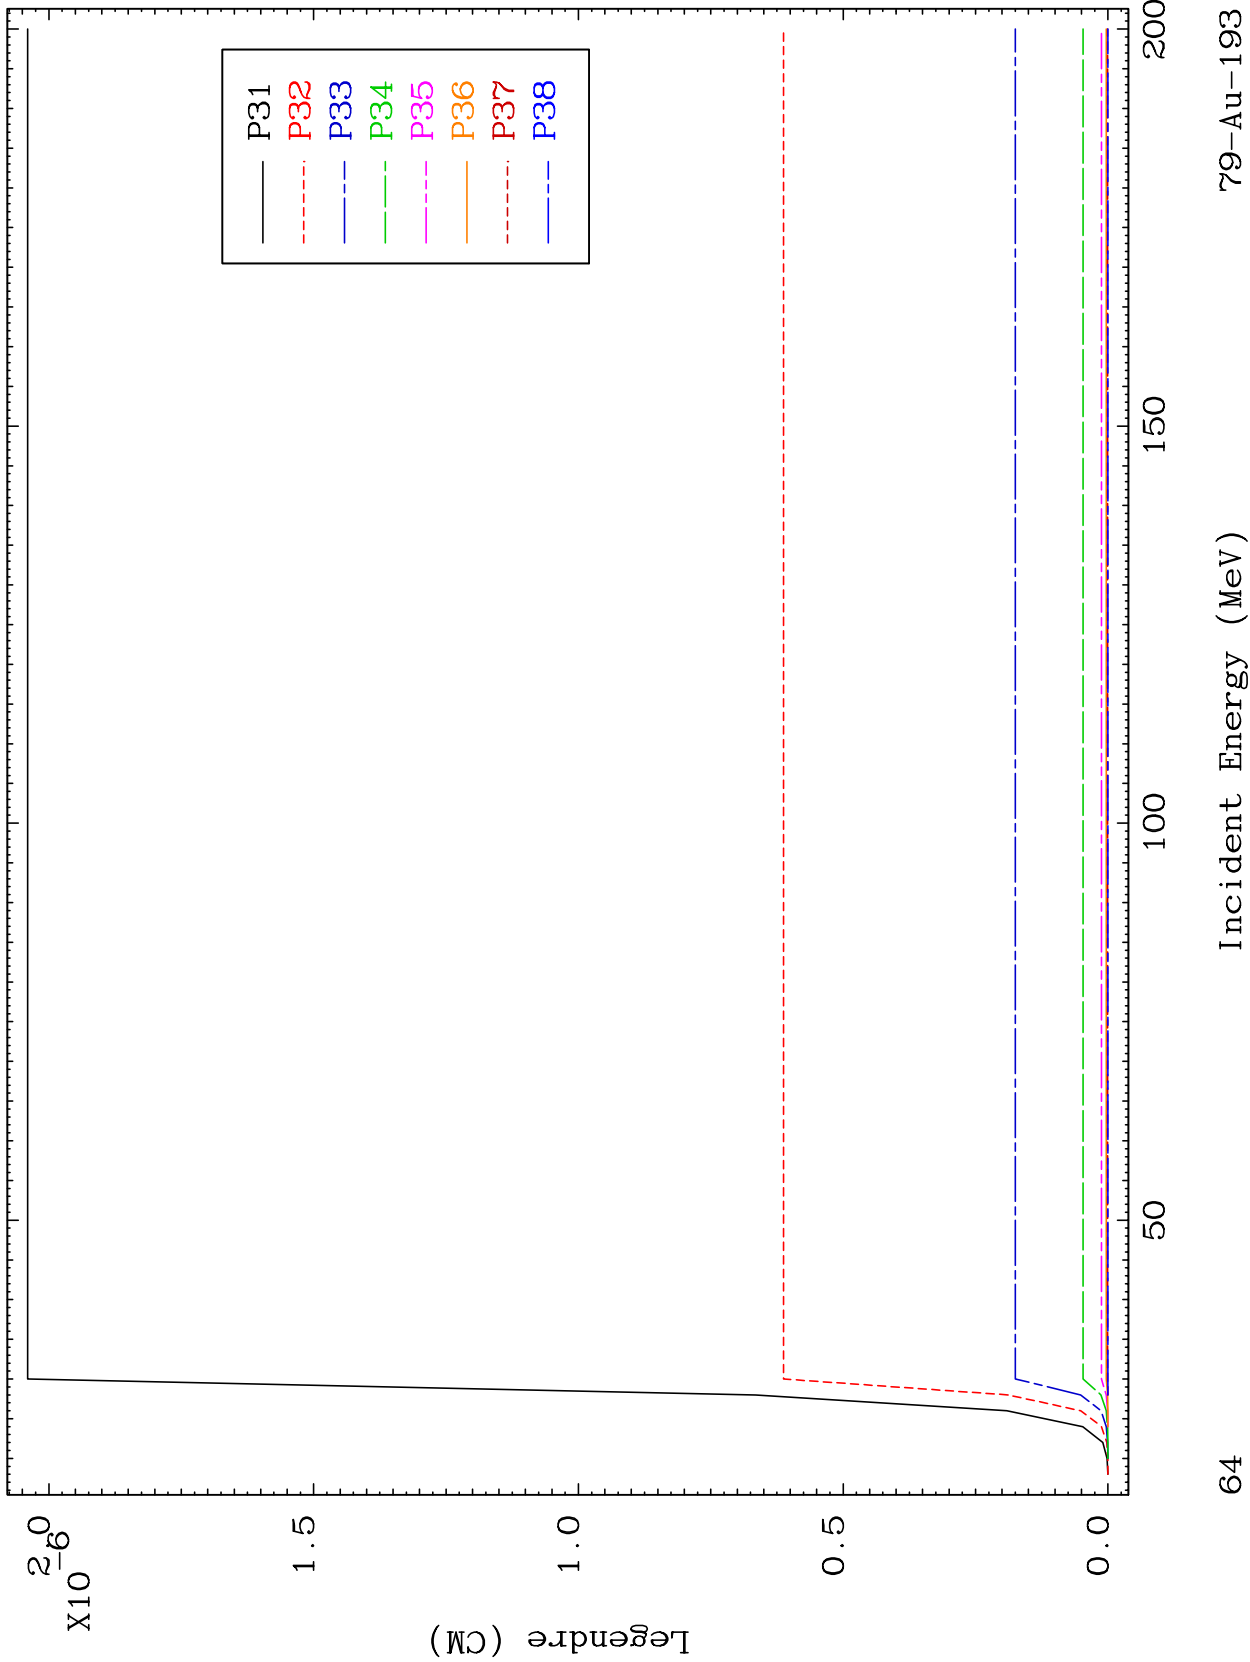 X10⁻⁶
2.0
1.5
1.0
0.5
0.0
Legendre (CM)
P31
P32
P33
P34
P35
P36
P37
P38
50
100
150
200
64
Incident Energy (MeV)
79-Au-193